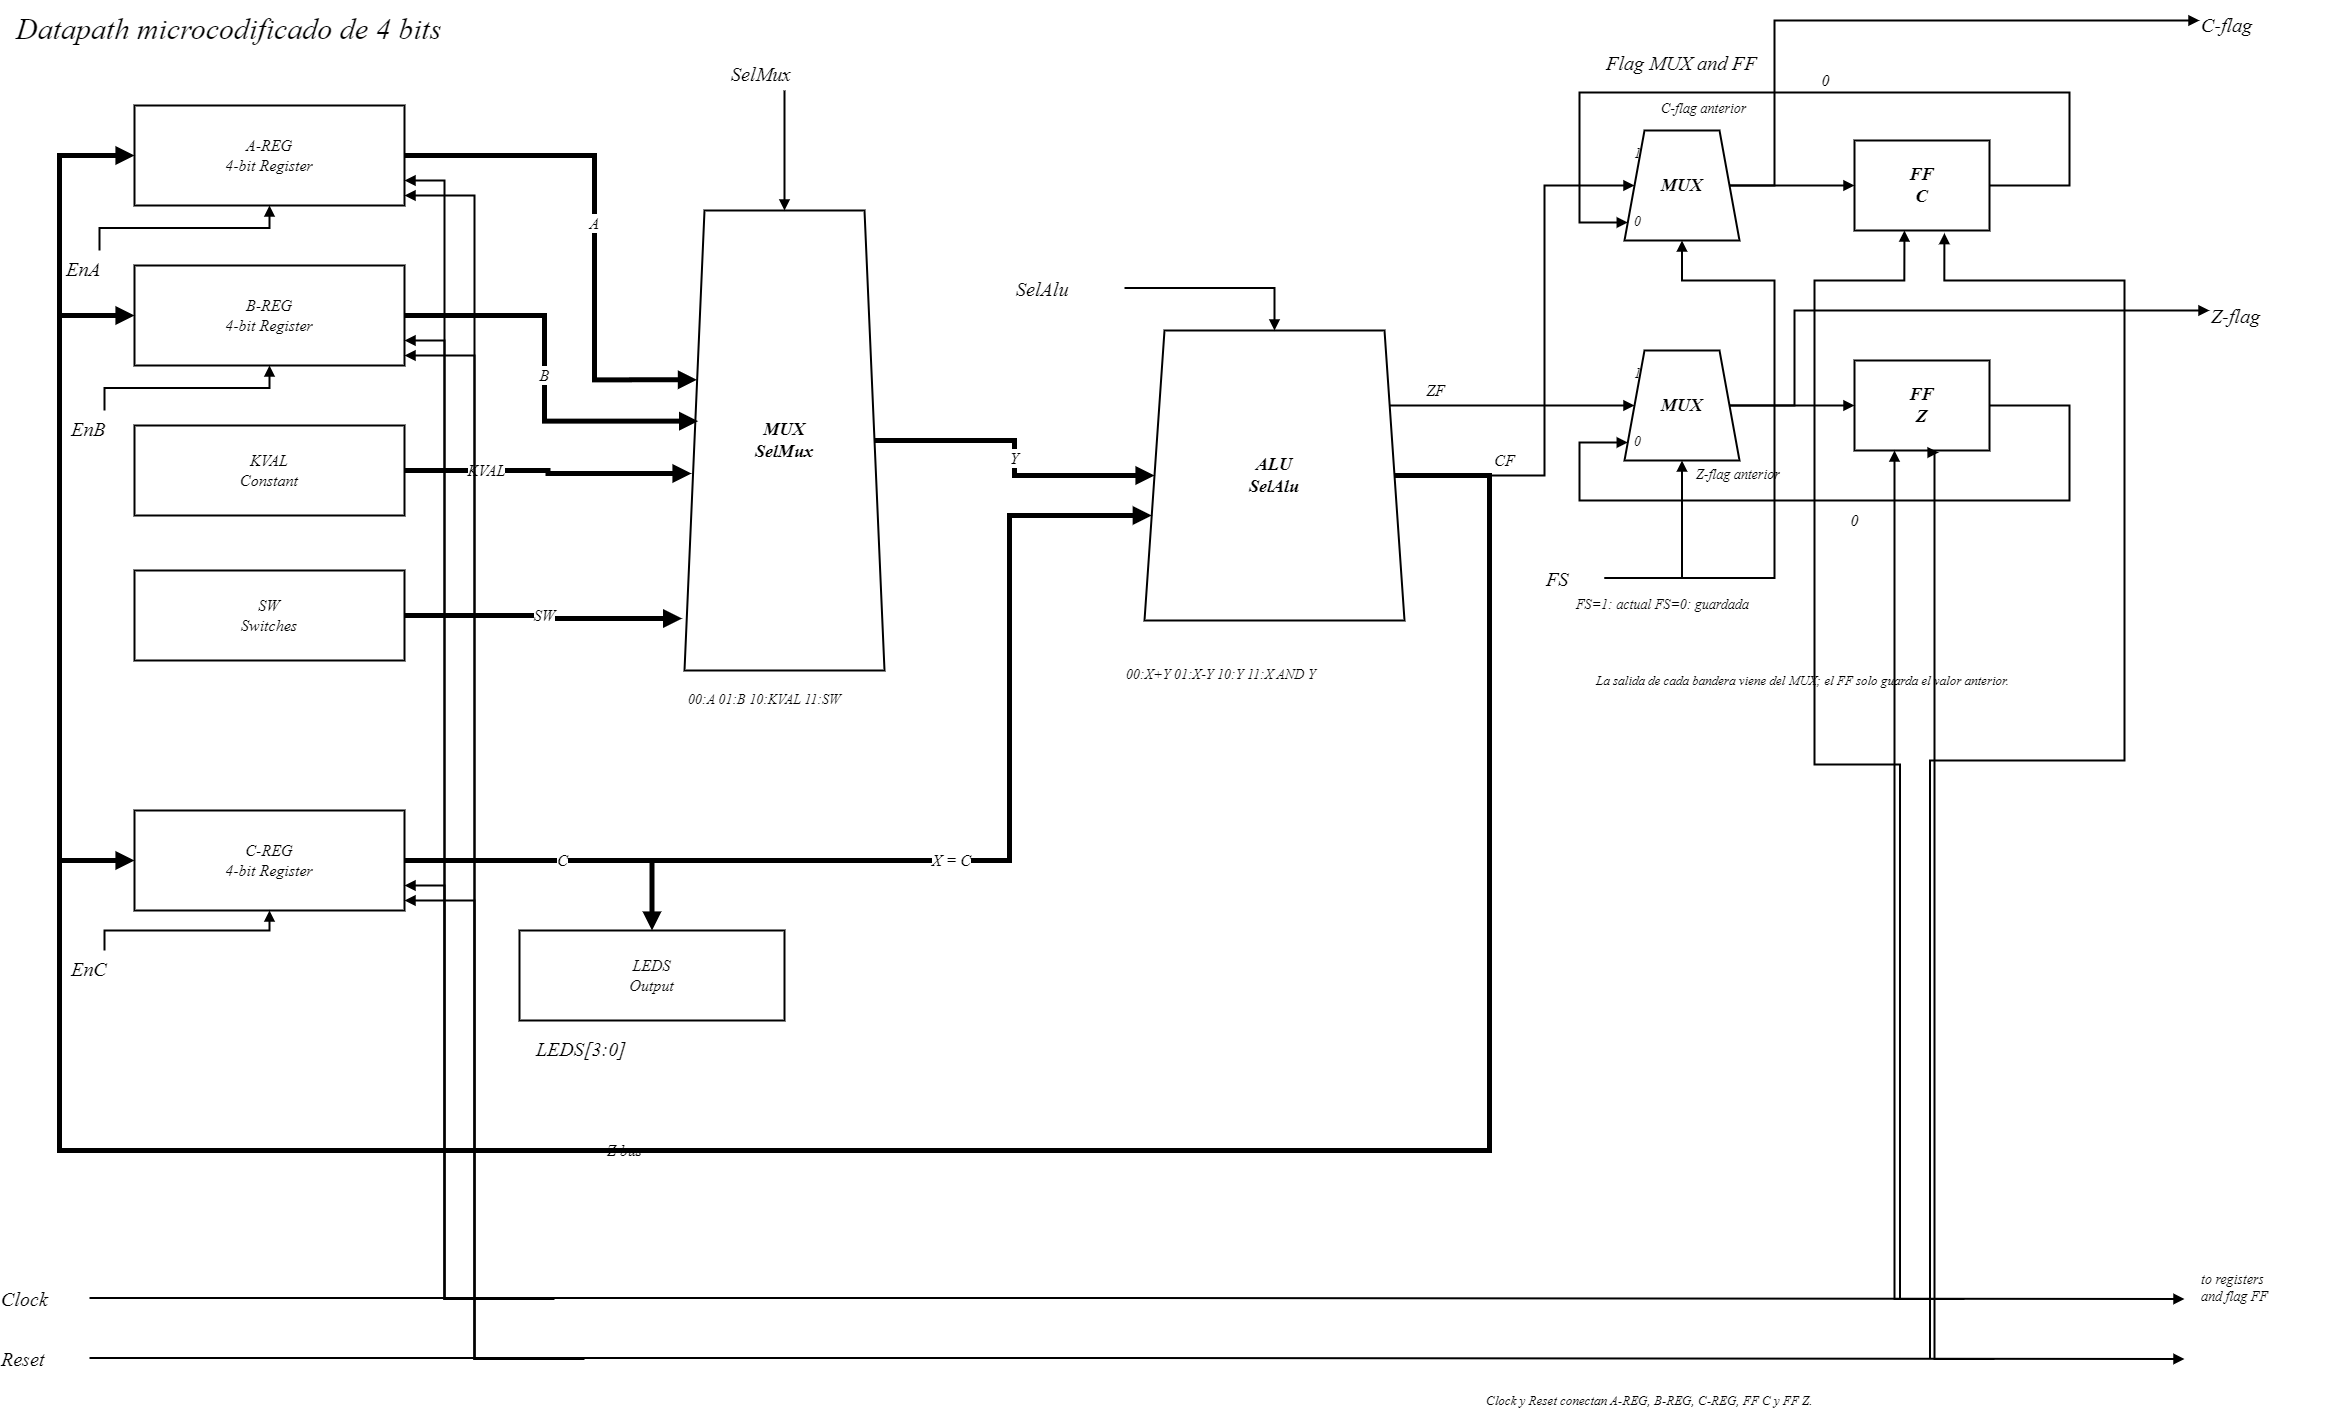 Datapath microcodificado de 4 bits
C-flag
Flag MUX and FF
SelMux
0
C-flag anterior
A-REG
4-bit Register
1
MUX
FF
C
0
A
EnA
SelAlu
B-REG
4-bit Register
Z-flag
B
1
MUX
FF
Z
ZF
EnB
MUX
SelMux
0
KVAL
Constant
KVAL
Y
CF
ALU
SelAlu
Z-flag anterior
0
FS
FS=1: actual FS=0: guardada
SW
Switches
SW
00:X+Y 01:X-Y 10:Y 11:X AND Y
La salida de cada bandera viene del MUX; el FF solo guarda el valor anterior.
00:A 01:B 10:KVAL 11:SW
C-REG
4-bit Register
C
X = C
EnC
LEDS
Output
LEDS[3:0]
Z bus
Clock
to registers
and flag FF
Reset
Clock y Reset conectan A-REG, B-REG, C-REG, FF C y FF Z.